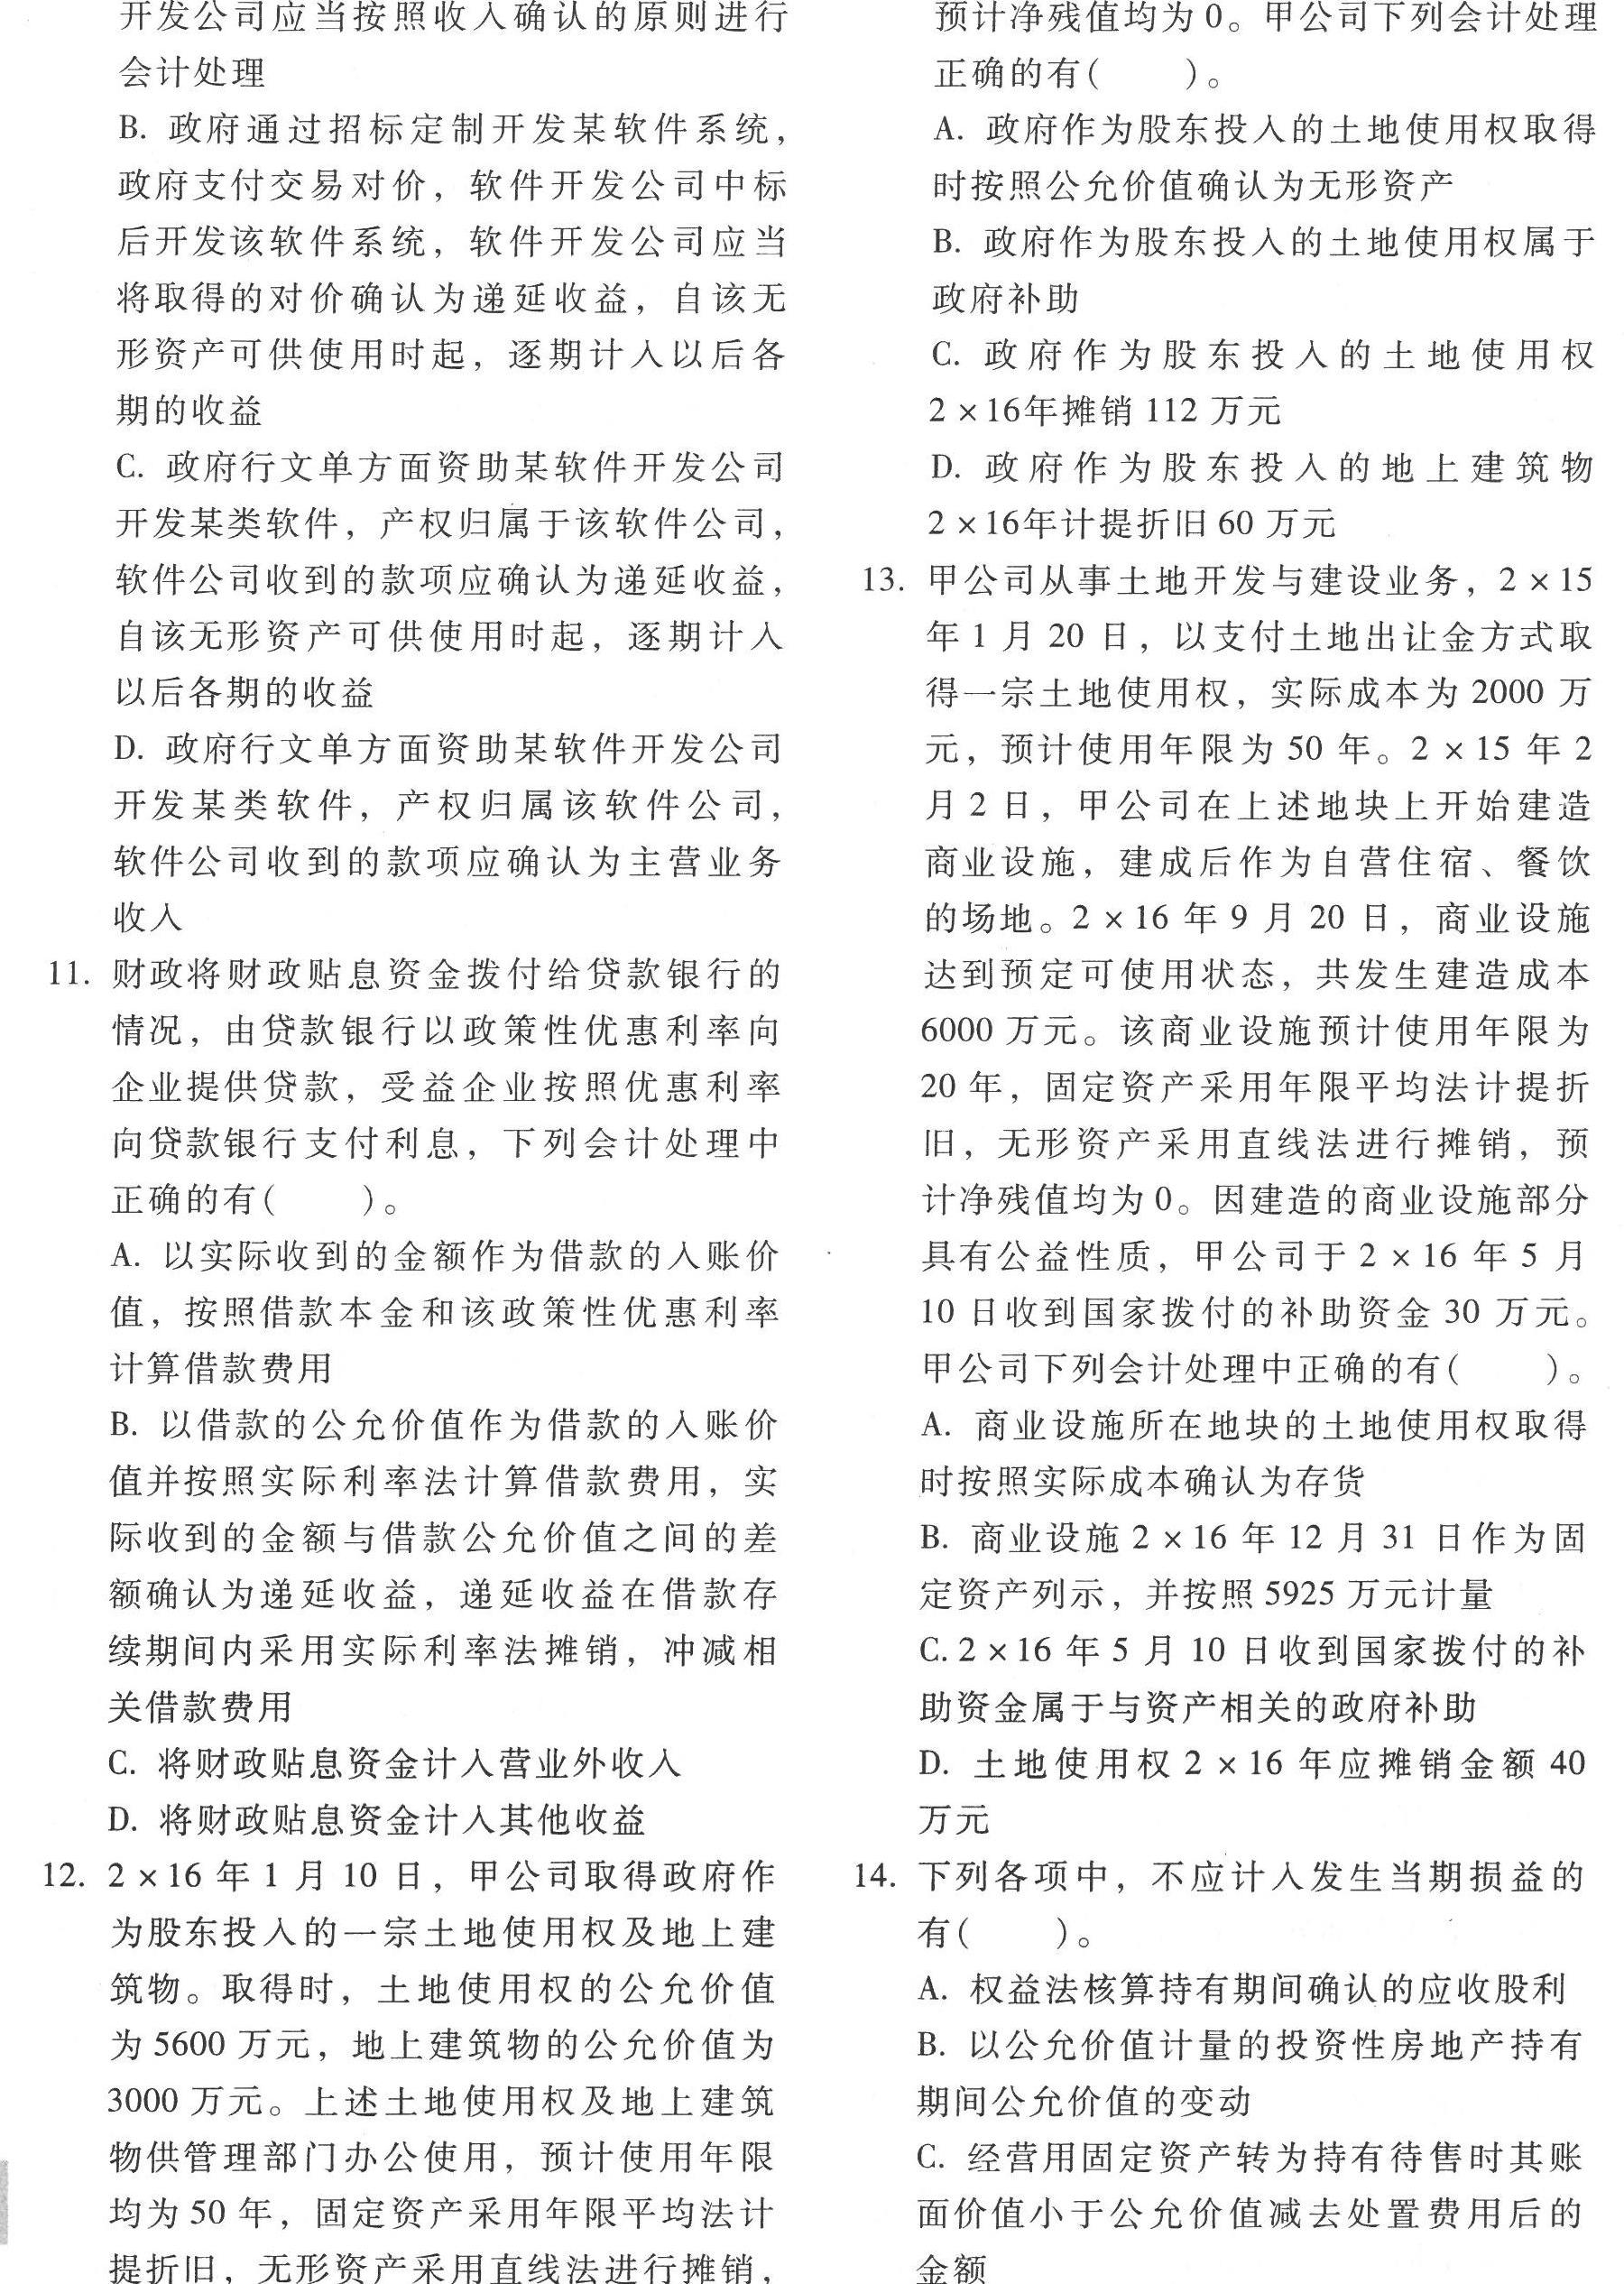 开发公司应当按照收入确认的原则进行
会计处理
B. 政府通过招标定制开发某软件系统，
政府支付交易对价，软件开发公司中标
后开发该软件系统，软件开发公司应当
将取得的对价确认为递延收益，自该无
形资产可供使用时起，逐期计入以后各
期的收益
C. 政府行文单方面资助某软件开发公司
开发某类软件，产权归属于该软件公司，
软件公司收到的款项应确认为递延收益，
自该无形资产可供使用时起，逐期计入
以后各期的收益
D. 政府行文单方面资助某软件开发公司
开发某类软件，产权归属该软件公司，
软件公司收到的款项应确认为主营业务
收入
11. 财政将财政贴息资金拨付给贷款银行的
情况，由贷款银行以政策性优惠利率向
企业提供贷款，受益企业按照优惠利率
向贷款银行支付利息，下列会计处理中
正确的有(　　)。
A. 以实际收到的金额作为借款的入账价
值，按照借款本金和该政策性优惠利率
计算借款费用
B. 以借款的公允价值作为借款的入账价
值并按照实际利率法计算借款费用，实
际收到的金额与借款公允价值之间的差
额确认为递延收益，递延收益在借款存
续期间内采用实际利率法摊销，冲减相
关借款费用
C. 将财政贴息资金计入营业外收入
D. 将财政贴息资金计入其他收益
12. 2×16 年 1 月 10 日，甲公司取得政府作
为股东投入的一宗土地使用权及地上建
筑物。取得时，土地使用权的公允价值
为 5600 万元，地上建筑物的公允价值为
3000 万元。上述土地使用权及地上建筑
物供管理部门办公使用，预计使用年限
均为 50 年，固定资产采用年限平均法计
提折旧，无形资产采用直线法进行摊销，
预计净残值均为 0。甲公司下列会计处理
正确的有(　　)。
A. 政府作为股东投入的土地使用权取得
时按照公允价值确认为无形资产
B. 政府作为股东投入的土地使用权属于
政府补助
C. 政府作为股东投入的土地使用权
2×16年摊销 112 万元
D. 政府作为股东投入的地上建筑物
2×16年计提折旧 60 万元
13. 甲公司从事土地开发与建设业务，2×15
年 1 月 20 日，以支付土地出让金方式取
得一宗土地使用权，实际成本为 2000 万
元，预计使用年限为 50 年。2×15 年 2
月 2 日，甲公司在上述地块上开始建造
商业设施，建成后作为自营住宿、餐饮
的场地。2×16 年 9 月 20 日，商业设施
达到预定可使用状态，共发生建造成本
6000 万元。该商业设施预计使用年限为
20 年，固定资产采用年限平均法计提折
旧，无形资产采用直线法进行摊销，预
计净残值均为 0。因建造的商业设施部分
具有公益性质，甲公司于 2×16 年 5 月
10 日收到国家拨付的补助资金 30 万元。
甲公司下列会计处理中正确的有(　　)。
A. 商业设施所在地块的土地使用权取得
时按照实际成本确认为存货
B. 商业设施 2×16 年 12 月 31 日作为固
定资产列示，并按照 5925 万元计量
C. 2×16 年 5 月 10 日收到国家拨付的补
助资金属于与资产相关的政府补助
D. 土地使用权 2×16 年应摊销金额 40
万元
14. 下列各项中，不应计入发生当期损益的
有(　　)。
A. 权益法核算持有期间确认的应收股利
B. 以公允价值计量的投资性房地产持有
期间公允价值的变动
C. 经营用固定资产转为持有待售时其账
面价值小于公允价值减去处置费用后的
金额